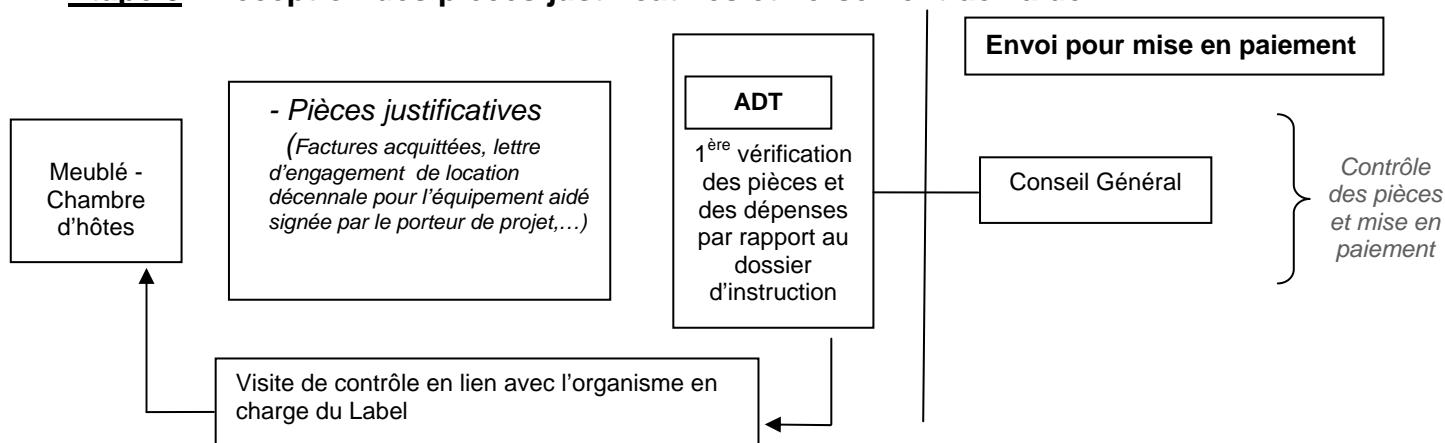 Envoi pour mise en paiement
Meublé -
Chambre
d'hôtes
- Pièces justificatives
(Factures acquittées, lettre
d'engagement de location
décennale pour l'équipement aidé
signée par le porteur de projet,…)
ADT
1ère vérification
des pièces et
des dépenses
par rapport au
dossier
d'instruction
Conseil Général
Contrôle
des pièces
et mise en
paiement
Visite de contrôle en lien avec l'organisme en
charge du Label